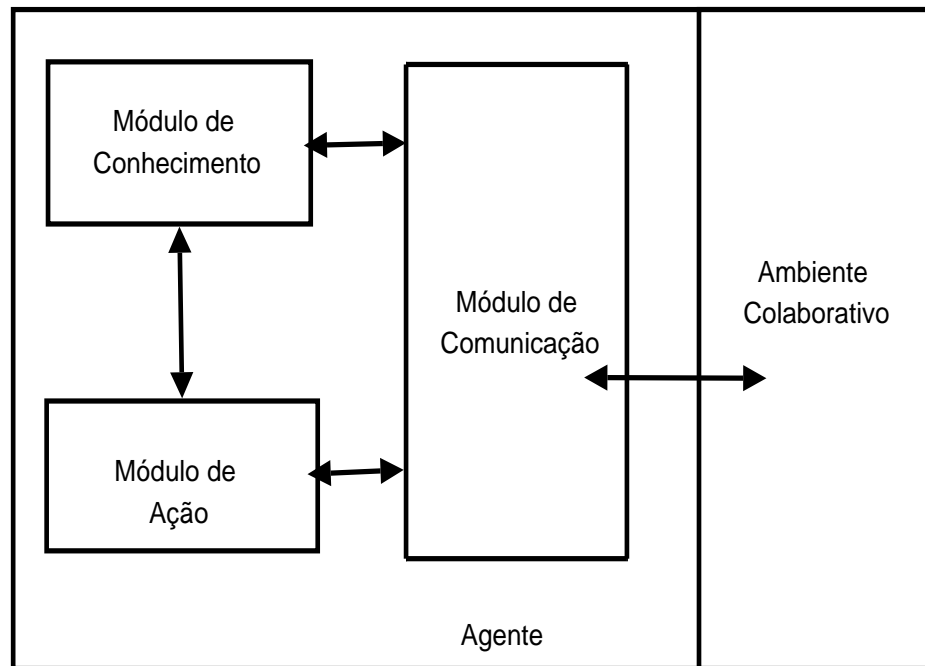 Módulo de
Conhecimento
Módulo de
Comunicação
Ambiente
Colaborativo
Módulo de
Ação
Agente